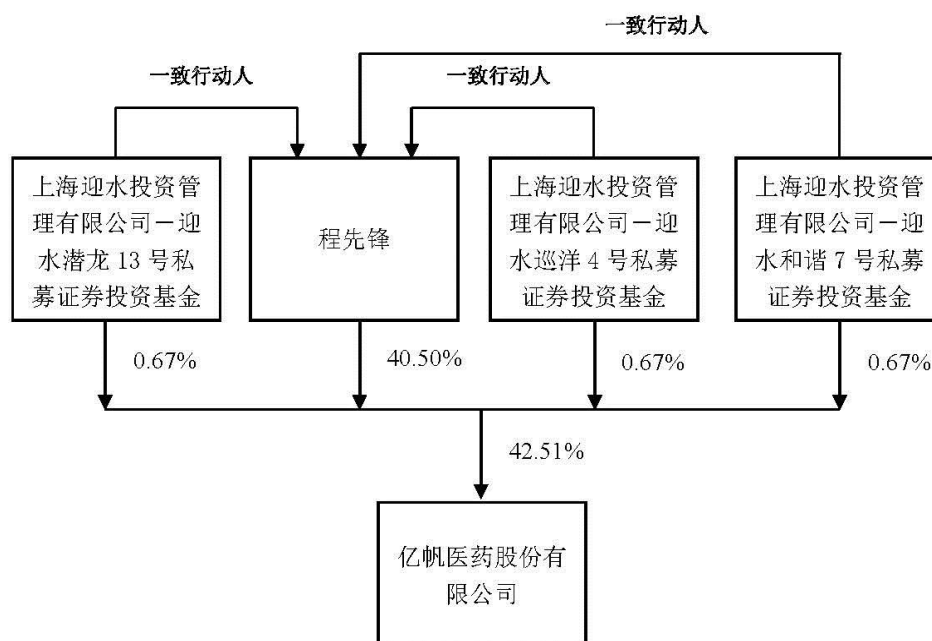 一致行动人
一致行动人
一致行动人
上海迎水投资管
理有限公司－迎
水潜龙 13 号私
募证券投资基金
程先锋
上海迎水投资管
理有限公司－迎
水巡洋 4 号私募
证券投资基金
上海迎水投资管
理有限公司－迎
水和谐 7 号私募
证券投资基金
0.67%
40.50%
0.67%
0.67%
42.51%
亿帆医药股份有
限公司